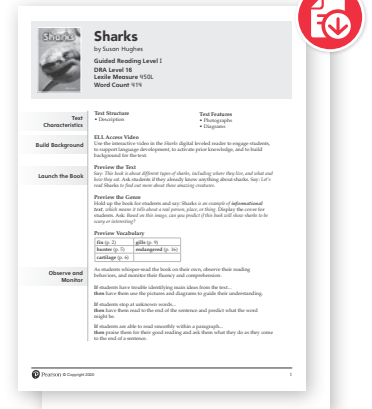 Sharks
Sharks
by Susan Hughes
Guided Reading Level I
DRA Level 16
Lexile Measure 450L
Word Count 414
Text
Characteristics
Text Structure
• Description
Text Features
• Photographs
• Diagrams
Build Background
ELL Access Video
Use the interactive video in the Sharks digital leveled reader to engage students,
to support language development, to activate prior knowledge, and to build
background for the text.
Launch the Book
Preview the Text
Say: This book is about different types of sharks, including where they live, and what and
how they eat. Ask students if they already know anything about sharks. Say: Let's
read Sharks to find out more about these amazing creatures.
Preview the Genre
Hold up the book for students and say: Sharks is an example of informational
text, which means it tells about a real person, place, or thing. Display the cover for
students. Ask: Based on this image, can you predict if this book will show sharks to be
scary or interesting?
Preview Vocabulary
fin (p. 2) gills (p. 9)
hunter (p. 5) endangered (p. 16)
cartilage (p. 6)
Observe and
Monitor
As students whisper-read the book on their own, observe their reading
behaviors, and monitor their fluency and comprehension.
If students have trouble identifying main ideas from the text...
then have them use the pictures and diagrams to guide their understanding.
If students stop at unknown words...
then have them read to the end of the sentence and predict what the word
might be.
If students are able to read smoothly within a paragraph...
then praise them for their good reading and ask them what they do as they come
to the end of a sentence.
Pearson © Copyright 2020
1